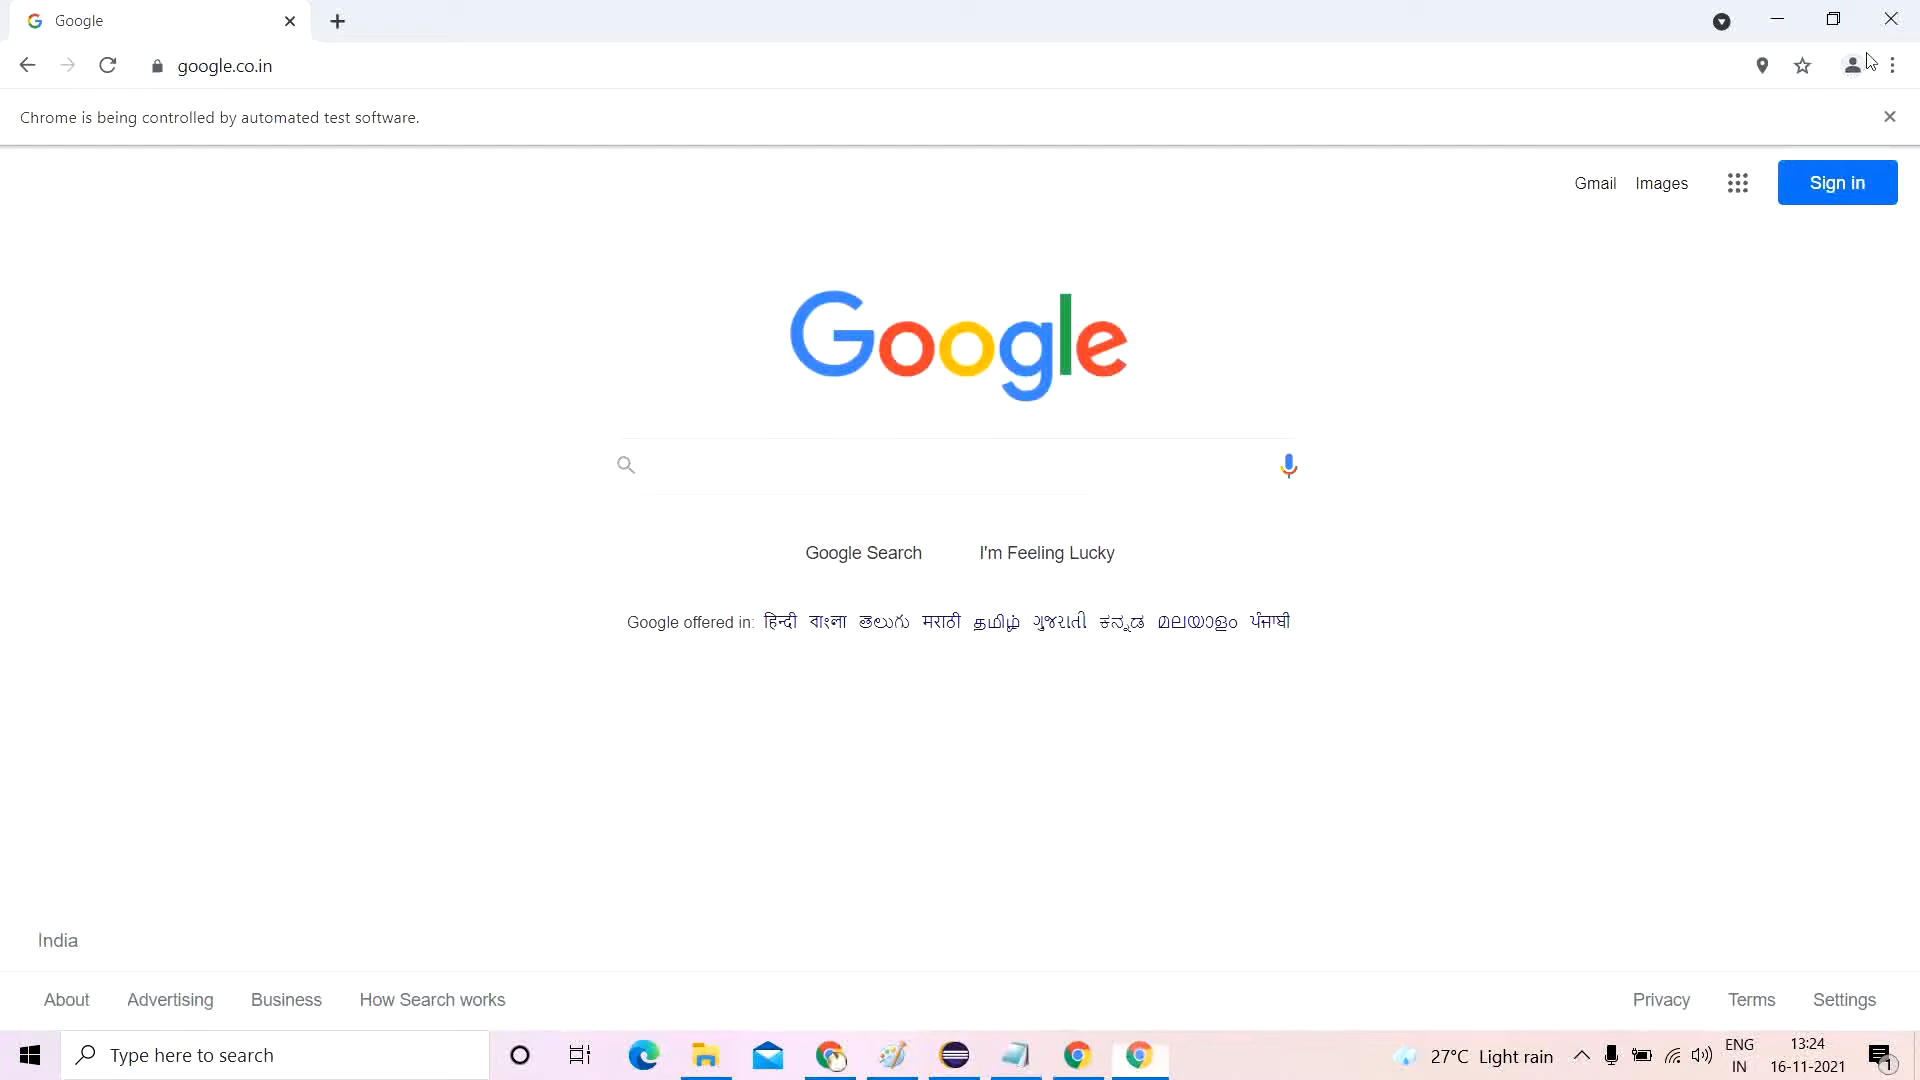 Google
google.co.in
Chrome is being controlled by automated test software.
Gmail Images Sign in
Google
Google Search I'm Feeling Lucky
Google offered in: हिन्दी বাংলা తెలుగు मराठी தமிழ் ગુજરાતી ಕನ್ನಡ മലയാളം ਪੰਜਾਬੀ
India
About Advertising Business How Search works Privacy Terms Settings
Type here to search 27°C Light rain ENG 13:24
IN 16-11-2021 1